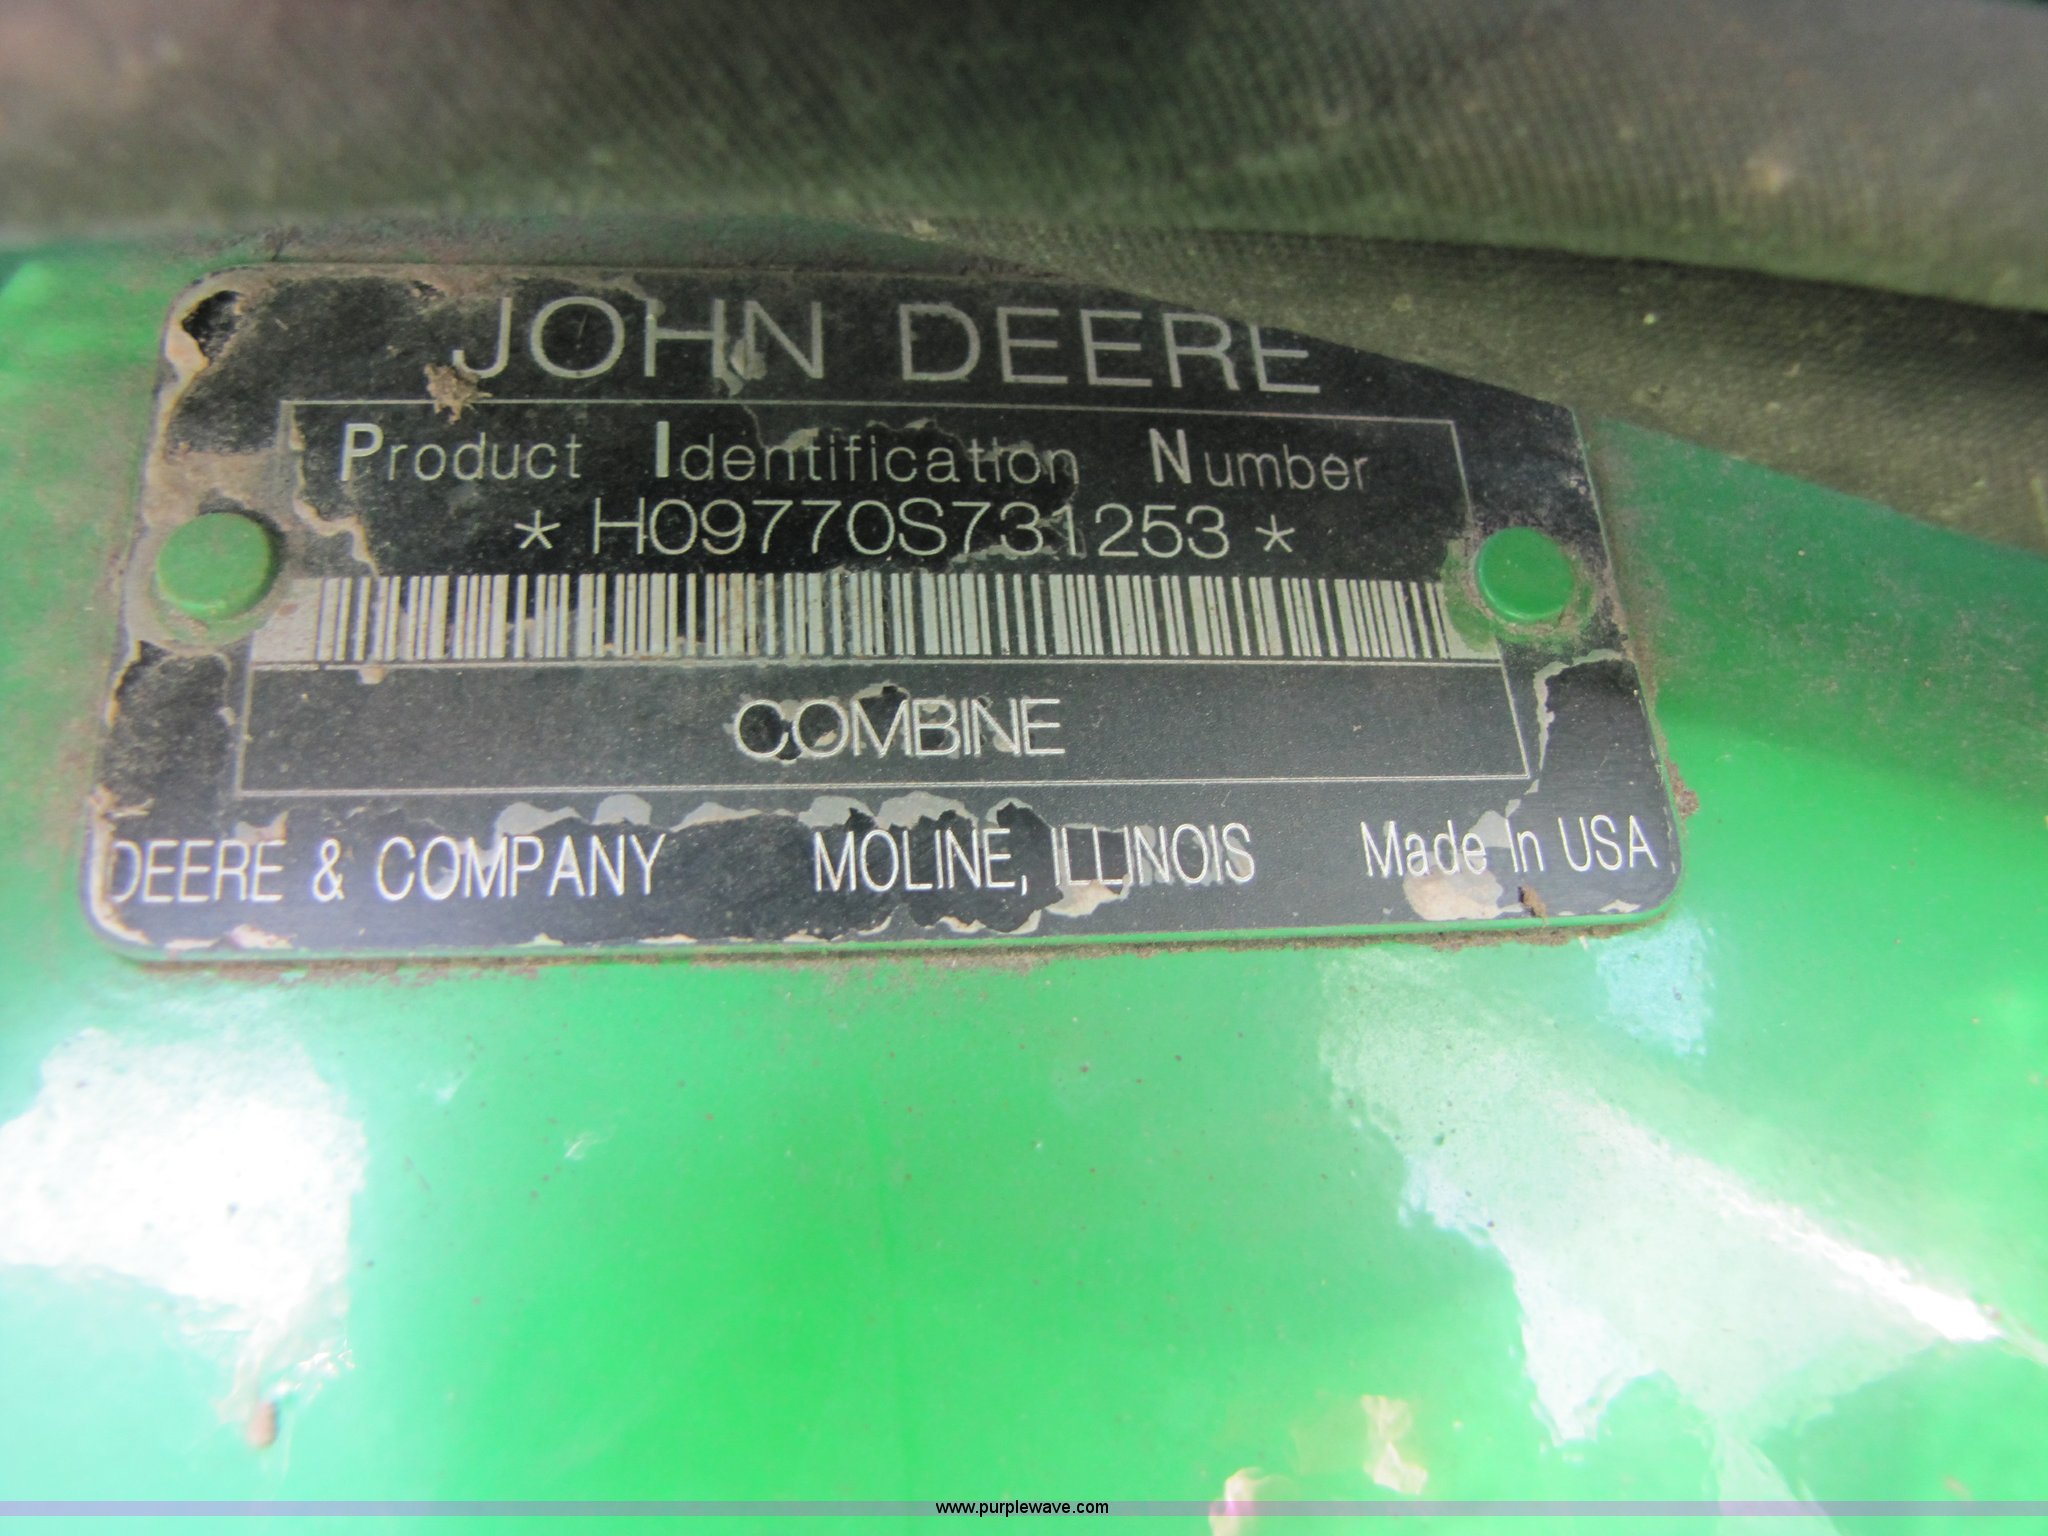 JOHN DEERE
Product Identification Number
* H09770S731253 *
COMBINE
DEERE & COMPANY MOLINE, ILLINOIS Made In USA
www.purplewave.com